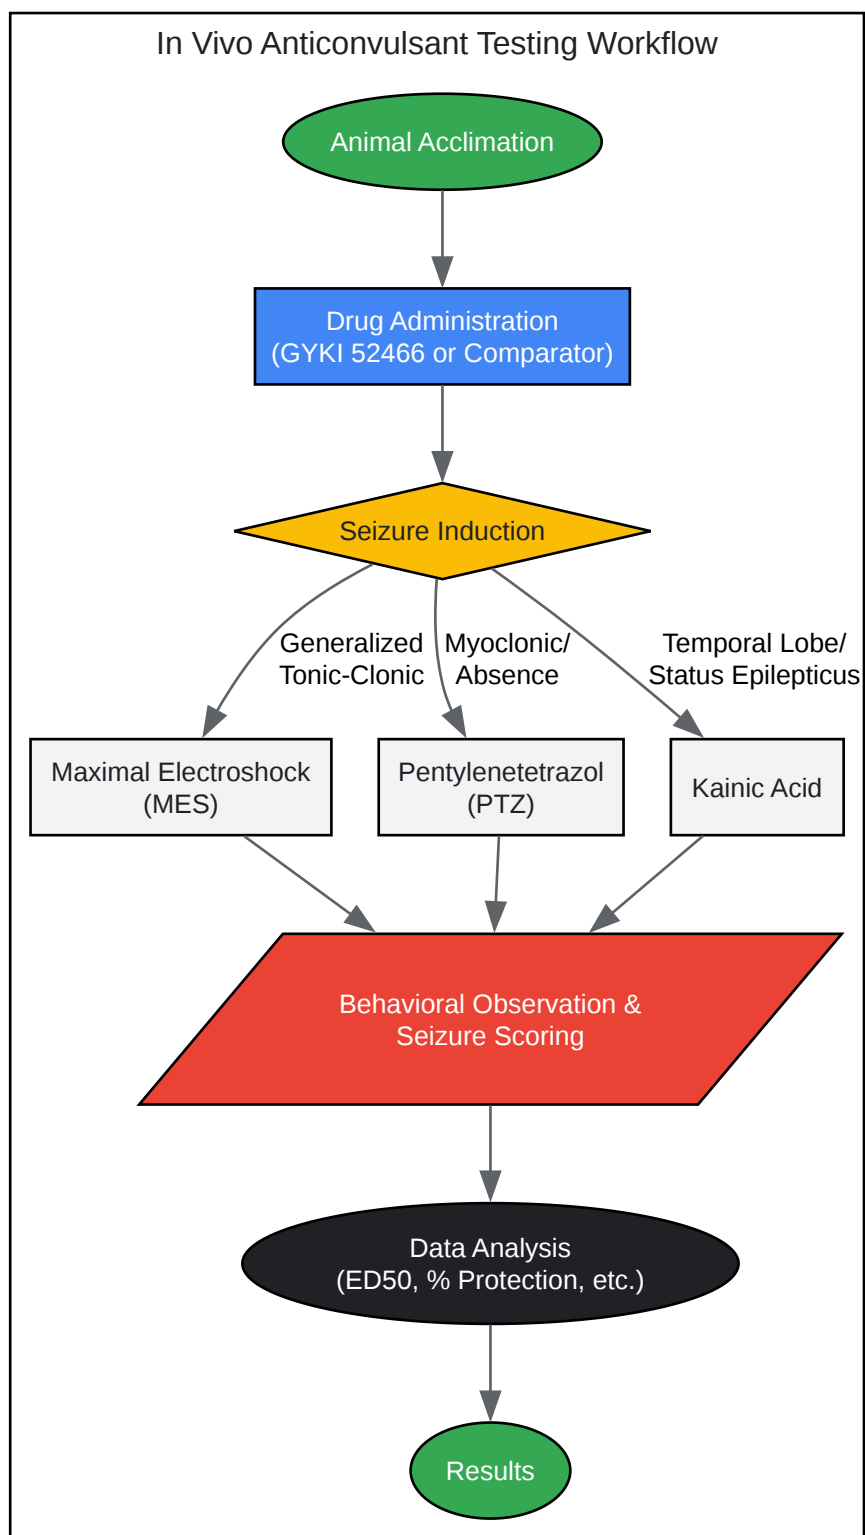 In Vivo Anticonvulsant Testing Workflow
Animal Acclimation
Drug Administration
(GYKI 52466 or Comparator)
Seizure Induction
Generalized
Tonic-Clonic
Myoclonic/
Absence
Temporal Lobe/
Status Epilepticus
Maximal Electroshock
(MES)
Pentylenetetrazol
(PTZ)
Kainic Acid
Behavioral Observation &
Seizure Scoring
Data Analysis
(ED50, % Protection, etc.)
Results